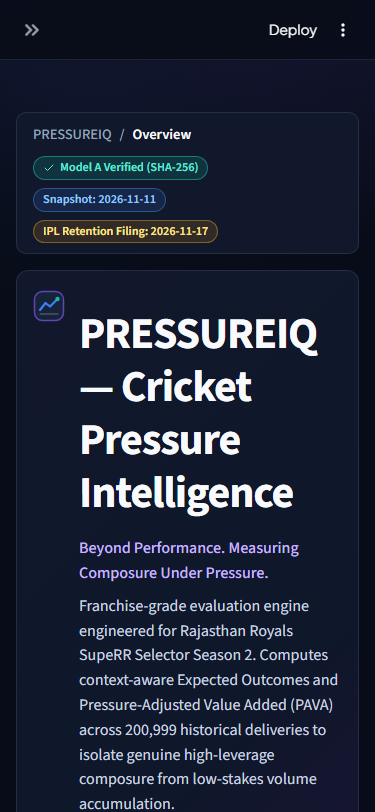 Deploy
PRESSUREIQ / Overview
✓ Model A Verified (SHA-256)
Snapshot: 2026-11-11
IPL Retention Filing: 2026-11-17
PRESSUREIQ
— Cricket
Pressure
Intelligence
Beyond Performance. Measuring
Composure Under Pressure.
Franchise-grade evaluation engine
engineered for Rajasthan Royals
SupeRR Selector Season 2. Computes
context-aware Expected Outcomes and
Pressure-Adjusted Value Added (PAVA)
across 200,999 historical deliveries to
isolate genuine high-leverage
composure from low-stakes volume
accumulation.